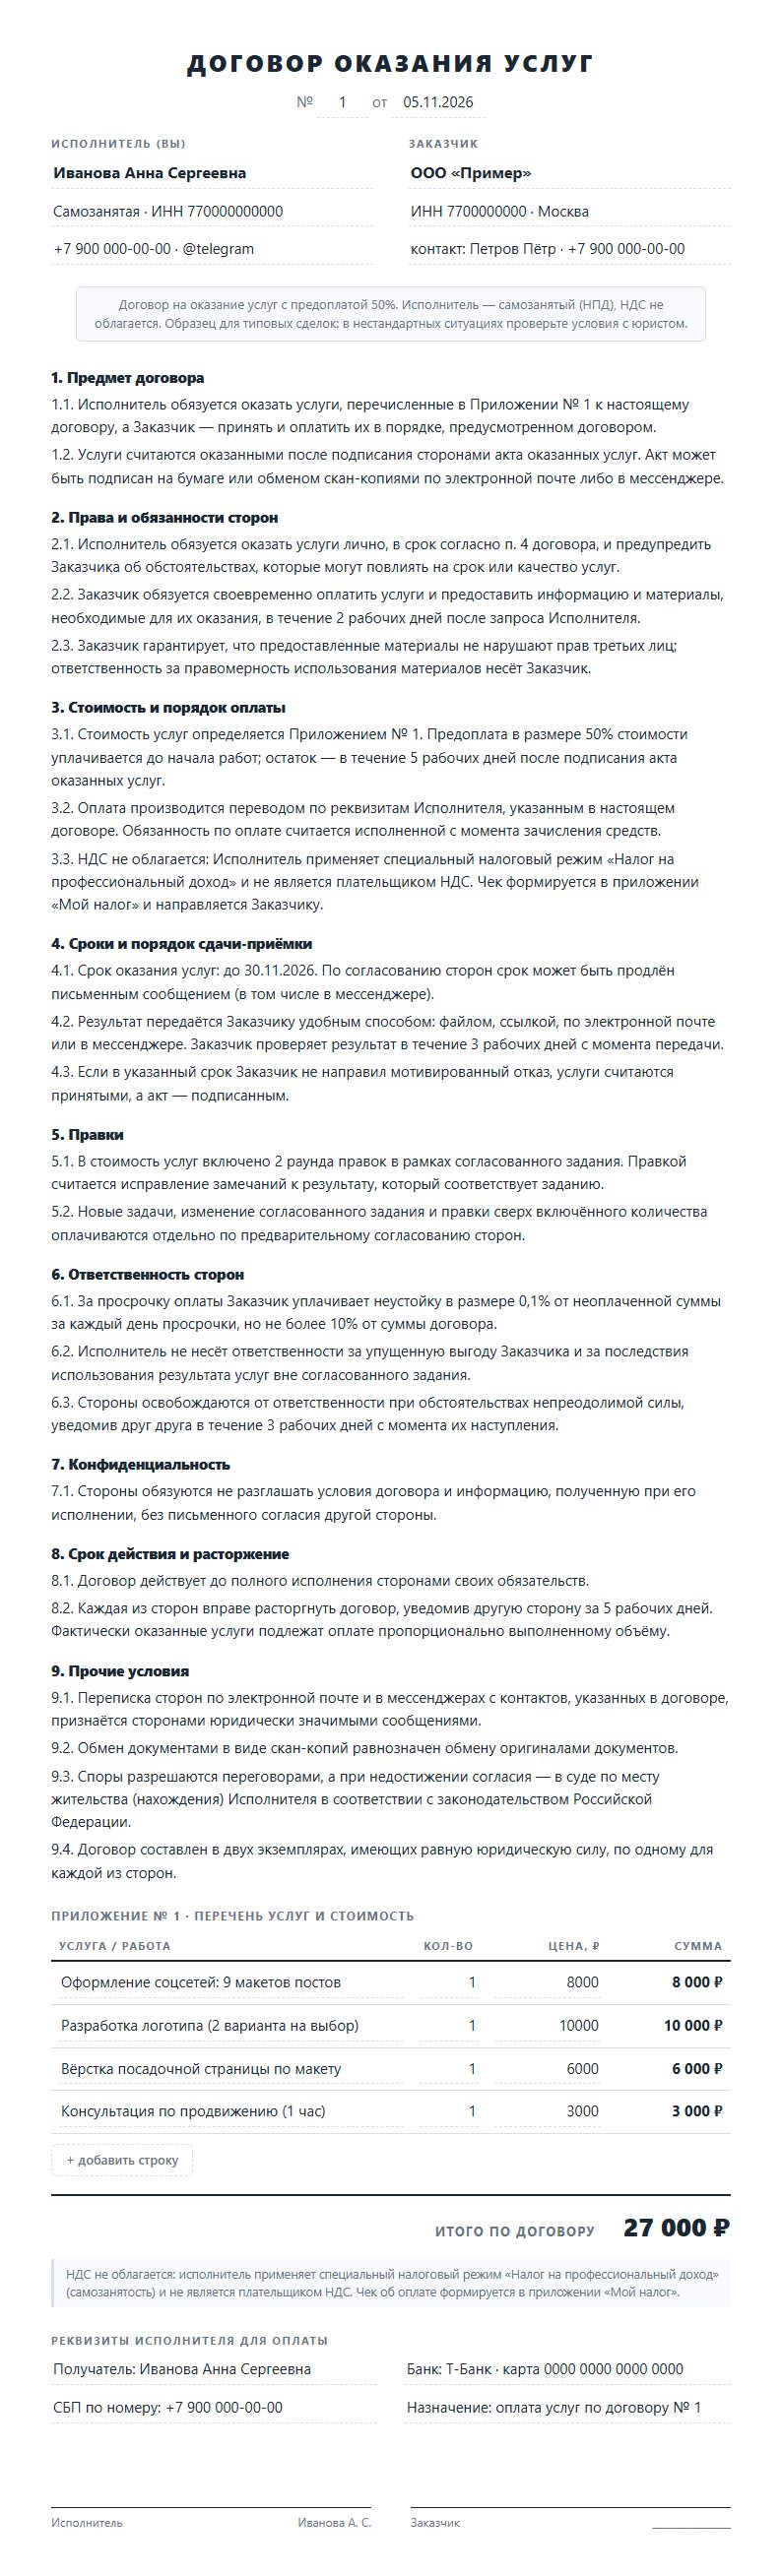 ДОГОВОР ОКАЗАНИЯ УСЛУГ
№ 1 от 05.11.2026
ИСПОЛНИТЕЛЬ (ВЫ)
Иванова Анна Сергеевна
Самозанятая · ИНН 770000000000
+7 900 000-00-00 · @telegram
ЗАКАЗЧИК
ООО «Пример»
ИНН 7700000000 · Москва
контакт: Петров Пётр · +7 900 000-00-00
Договор на оказание услуг с предоплатой 50%. Исполнитель — самозанятый (НПД), НДС не
облагается. Образец для типовых сделок: в нестандартных ситуациях проверьте условия с юристом.
1. Предмет договора
1.1. Исполнитель обязуется оказать услуги, перечисленные в Приложении № 1 к настоящему
договору, а Заказчик — принять и оплатить их в порядке, предусмотренном договором.
1.2. Услуги считаются оказанными после подписания сторонами акта оказанных услуг. Акт может
быть подписан на бумаге или обменом скан-копиями по электронной почте либо в мессенджере.
2. Права и обязанности сторон
2.1. Исполнитель обязуется оказать услуги лично, в срок согласно п. 4 договора, и предупредить
Заказчика об обстоятельствах, которые могут повлиять на срок или качество услуг.
2.2. Заказчик обязуется своевременно оплатить услуги и предоставить информацию и материалы,
необходимые для их оказания, в течение 2 рабочих дней после запроса Исполнителя.
2.3. Заказчик гарантирует, что предоставленные материалы не нарушают прав третьих лиц;
ответственность за правомерность использования материалов несёт Заказчик.
3. Стоимость и порядок оплаты
3.1. Стоимость услуг определяется Приложением № 1. Предоплата в размере 50% стоимости
уплачивается до начала работ; остаток — в течение 5 рабочих дней после подписания акта
оказанных услуг.
3.2. Оплата производится переводом по реквизитам Исполнителя, указанным в настоящем
договоре. Обязанность по оплате считается исполненной с момента зачисления средств.
3.3. НДС не облагается: Исполнитель применяет специальный налоговый режим «Налог на
профессиональный доход» и не является плательщиком НДС. Чек формируется в приложении
«Мой налог» и направляется Заказчику.
4. Сроки и порядок сдачи-приёмки
4.1. Срок оказания услуг: до 30.11.2026. По согласованию сторон срок может быть продлён
письменным сообщением (в том числе в мессенджере).
4.2. Результат передаётся Заказчику удобным способом: файлом, ссылкой, по электронной почте
или в мессенджере. Заказчик проверяет результат в течение 3 рабочих дней с момента передачи.
4.3. Если в указанный срок Заказчик не направил мотивированный отказ, услуги считаются
принятыми, а акт — подписанным.
5. Правки
5.1. В стоимость услуг включено 2 раунда правок в рамках согласованного задания. Правкой
считается исправление замечаний к результату, который соответствует заданию.
5.2. Новые задачи, изменение согласованного задания и правки сверх включённого количества
оплачиваются отдельно по предварительному согласованию сторон.
6. Ответственность сторон
6.1. За просрочку оплаты Заказчик уплачивает неустойку в размере 0,1% от неоплаченной суммы
за каждый день просрочки, но не более 10% от суммы договора.
6.2. Исполнитель не несёт ответственности за упущенную выгоду Заказчика и за последствия
использования результата услуг вне согласованного задания.
6.3. Стороны освобождаются от ответственности при обстоятельствах непреодолимой силы,
уведомив друг друга в течение 3 рабочих дней с момента их наступления.
7. Конфиденциальность
7.1. Стороны обязуются не разглашать условия договора и информацию, полученную при его
исполнении, без письменного согласия другой стороны.
8. Срок действия и расторжение
8.1. Договор действует до полного исполнения сторонами своих обязательств.
8.2. Каждая из сторон вправе расторгнуть договор, уведомив другую сторону за 5 рабочих дней.
Фактически оказанные услуги подлежат оплате пропорционально выполненному объёму.
9. Прочие условия
9.1. Переписка сторон по электронной почте и в мессенджерах с контактов, указанных в договоре,
признаётся сторонами юридически значимыми сообщениями.
9.2. Обмен документами в виде скан-копий равнозначен обмену оригиналами документов.
9.3. Споры разрешаются переговорами, а при недостижении согласия — в суде по месту
жительства (нахождения) Исполнителя в соответствии с законодательством Российской
Федерации.
9.4. Договор составлен в двух экземплярах, имеющих равную юридическую силу, по одному для
каждой из сторон.
ПРИЛОЖЕНИЕ № 1 · ПЕРЕЧЕНЬ УСЛУГ И СТОИМОСТЬ
УСЛУГА / РАБОТА КОЛ-ВО ЦЕНА, ₽ СУММА
Оформление соцсетей: 9 макетов постов 1 8000 8 000 ₽
Разработка логотипа (2 варианта на выбор) 1 10000 10 000 ₽
Вёрстка посадочной страницы по макету 1 6000 6 000 ₽
Консультация по продвижению (1 час) 1 3000 3 000 ₽
+ добавить строку
ИТОГО ПО ДОГОВОРУ 27 000 ₽
НДС не облагается: исполнитель применяет специальный налоговый режим «Налог на профессиональный доход»
(самозанятость) и не является плательщиком НДС. Чек об оплате формируется в приложении «Мой налог».
РЕКВИЗИТЫ ИСПОЛНИТЕЛЯ ДЛЯ ОПЛАТЫ
Получатель: Иванова Анна Сергеевна
Банк: Т-Банк · карта 0000 0000 0000 0000
СБП по номеру: +7 900 000-00-00
Назначение: оплата услуг по договору № 1
Исполнитель Иванова А. С.
Заказчик ______________